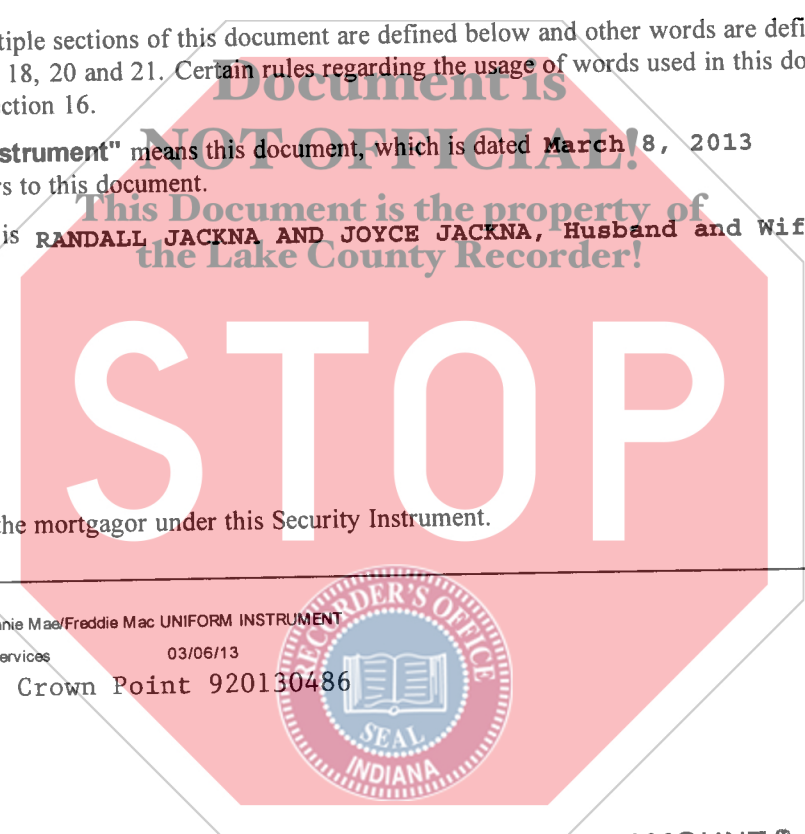 tiple sections of this document are defined below and other words are defi
18, 20 and 21. Certain rules regarding the usage of words used in this do
ction 16.
Document is
NOT OFFICIAL!
This Document is the property of
the Lake County Recorder!
strument" means this document, which is dated March 8, 2013
rs to this document.
is RANDALL JACKNA AND JOYCE JACKNA, Husband and Wif
STOP
the mortgagor under this Security Instrument.
nie Mae/Freddie Mac UNIFORM INSTRUMENT
ervices 03/06/13
Crown Point 920130486
RECORDER'S OFFICE
SEAL
INDIANA